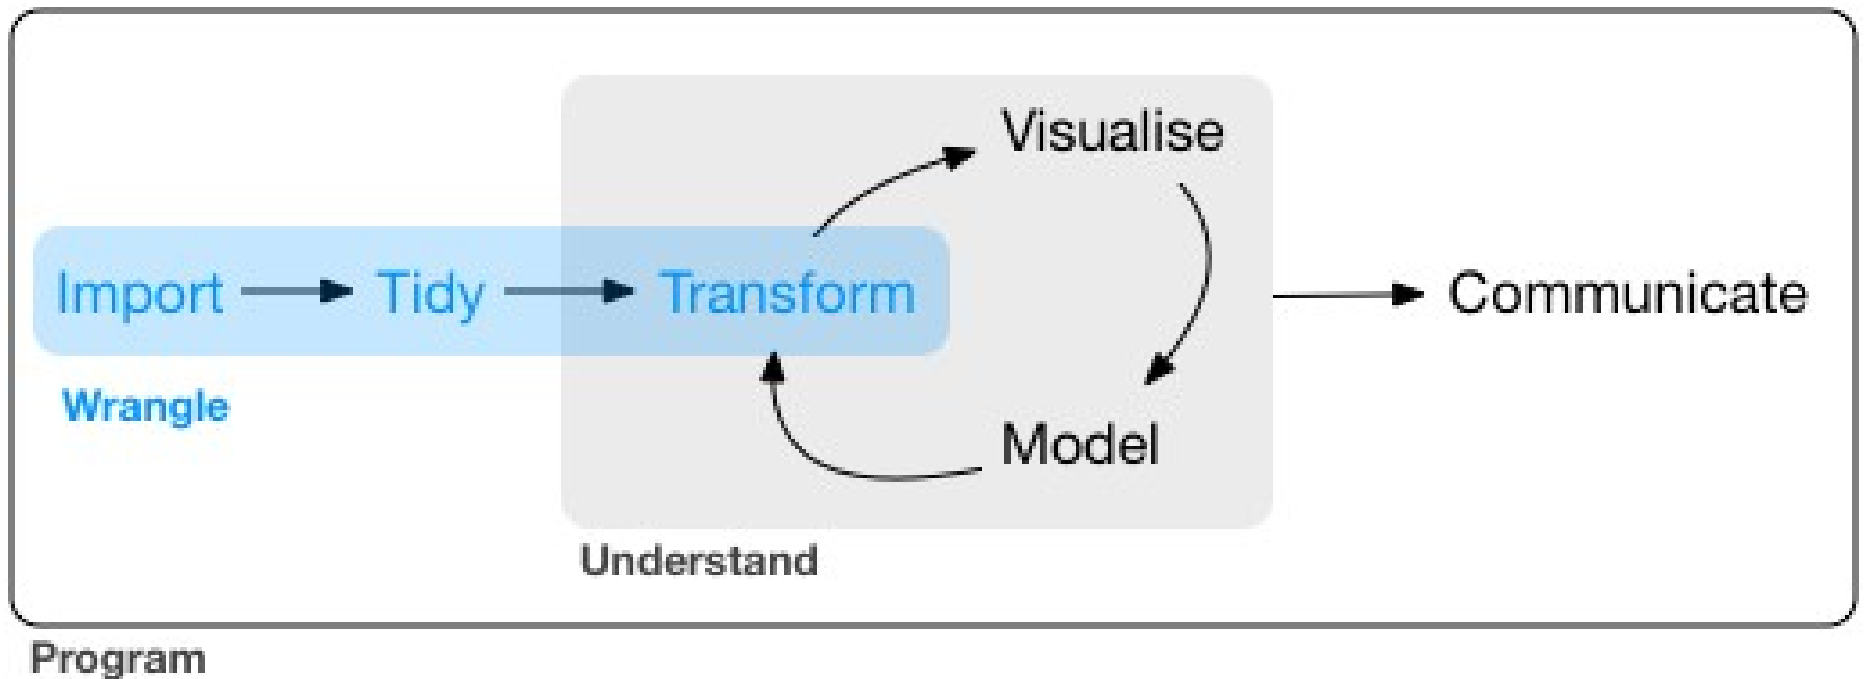 Visualise
Import
Tidy
Transform
Communicate
Wrangle
Model
Understand
Program